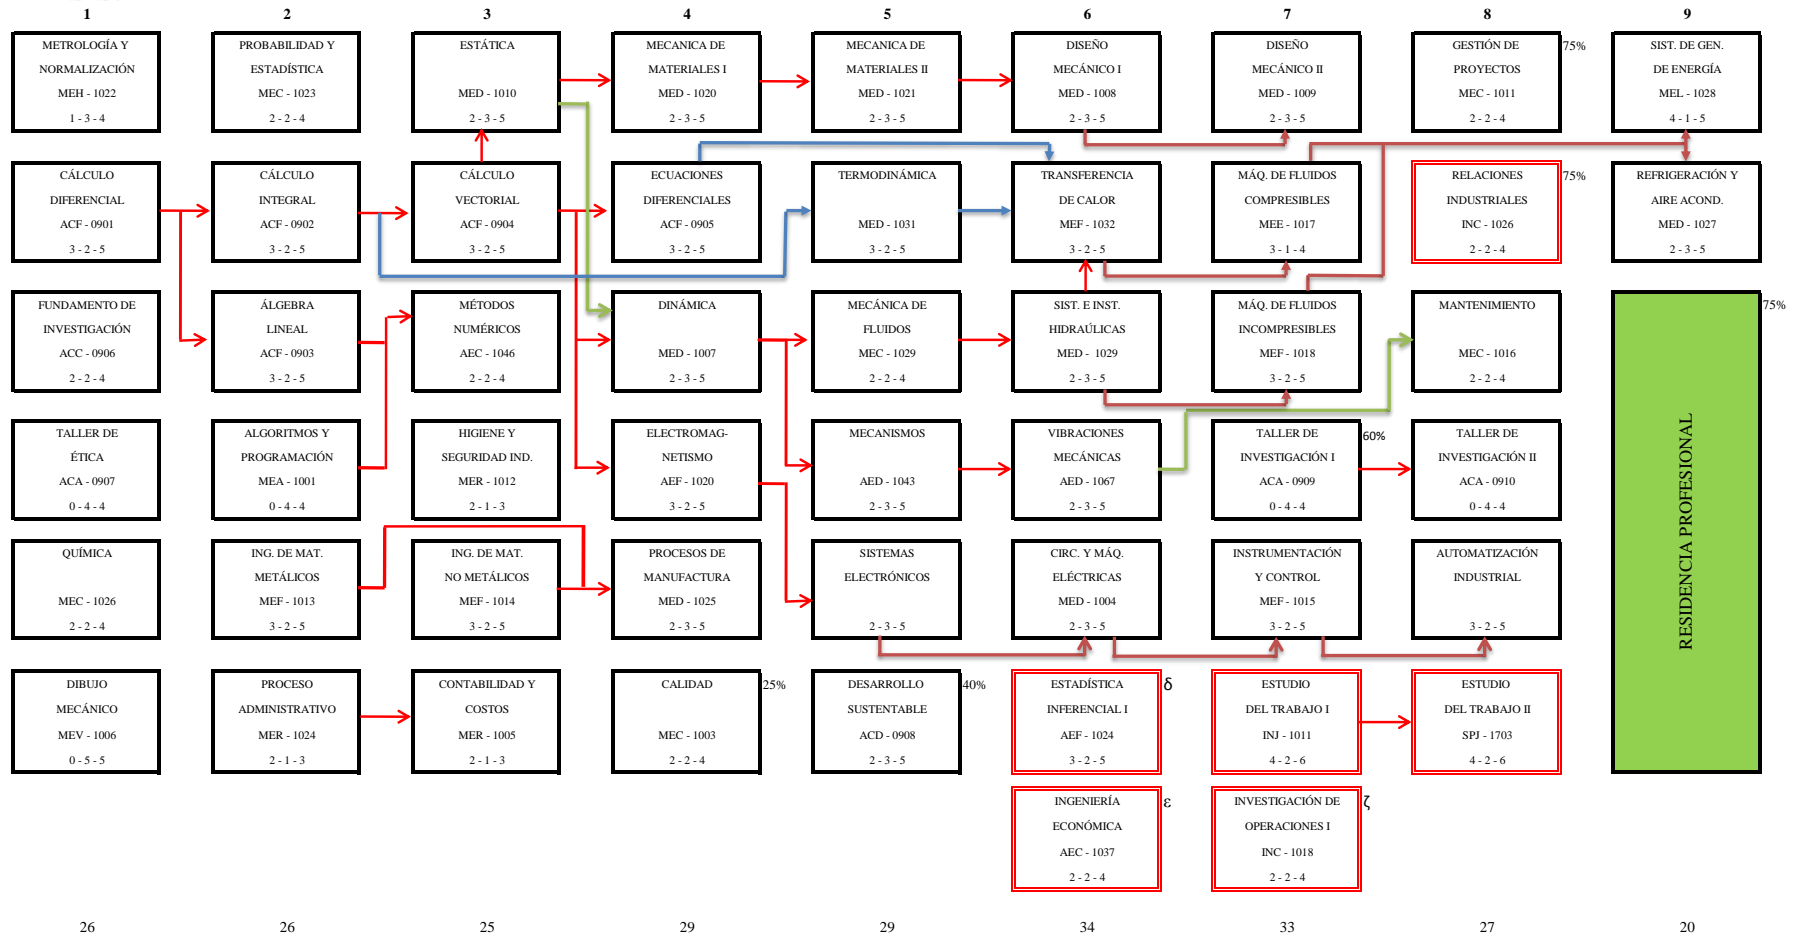 1
2
3
4
5
6
7
8
9
METROLOGÍA Y
NORMALIZACIÓN
MEH - 1022
1 - 3 - 4
PROBABILIDAD Y
ESTADÍSTICA
MEC - 1023
2 - 2 - 4
ESTÁTICA
MED - 1010
2 - 3 - 5
MECANICA DE
MATERIALES I
MED - 1020
2 - 3 - 5
MECANICA DE
MATERIALES II
MED - 1021
2 - 3 - 5
DISEÑO
MECÁNICO I
MED - 1008
2 - 3 - 5
DISEÑO
MECÁNICO II
MED - 1009
2 - 3 - 5
GESTIÓN DE
PROYECTOS
MEC - 1011
2 - 2 - 4
75%
SIST. DE GEN.
DE ENERGÍA
MEL - 1028
4 - 1 - 5
CÁLCULO
DIFERENCIAL
ACF - 0901
3 - 2 - 5
CÁLCULO
INTEGRAL
ACF - 0902
3 - 2 - 5
CÁLCULO
VECTORIAL
ACF - 0904
3 - 2 - 5
ECUACIONES
DIFERENCIALES
ACF - 0905
3 - 2 - 5
TERMODINÁMICA
MED - 1031
3 - 2 - 5
TRANSFERENCIA
DE CALOR
MEF - 1032
3 - 2 - 5
MÁQ. DE FLUIDOS
COMPRESIBLES
MEE - 1017
3 - 1 - 4
RELACIONES
INDUSTRIALES
INC - 1026
2 - 2 - 4
75%
REFRIGERACIÓN Y
AIRE ACOND.
MED - 1027
2 - 3 - 5
FUNDAMENTO DE
INVESTIGACIÓN
ACC - 0906
2 - 2 - 4
ÁLGEBRA
LINEAL
ACF - 0903
3 - 2 - 5
MÉTODOS
NUMÉRICOS
AEC - 1046
2 - 2 - 4
DINÁMICA
MED - 1007
2 - 3 - 5
MECÁNICA DE
FLUIDOS
MEC - 1029
2 - 2 - 4
SIST. E INST.
HIDRAÚLICAS
MED - 1029
2 - 3 - 5
MÁQ. DE FLUIDOS
INCOMPRESIBLES
MEF - 1018
3 - 2 - 5
MANTENIMIENTO
MEC - 1016
2 - 2 - 4
75%
RESIDENCIA PROFESIONAL
TALLER DE
ÉTICA
ACA - 0907
0 - 4 - 4
ALGORITMOS Y
PROGRAMACIÓN
MEA - 1001
0 - 4 - 4
HIGIENE Y
SEGURIDAD IND.
MER - 1012
2 - 1 - 3
ELECTROMAG-
NETISMO
AEF - 1020
3 - 2 - 5
MECANISMOS
AED - 1043
2 - 3 - 5
VIBRACIONES
MECÁNICAS
AED - 1067
2 - 3 - 5
TALLER DE
INVESTIGACIÓN I
ACA - 0909
0 - 4 - 4
60%
TALLER DE
INVESTIGACIÓN II
ACA - 0910
0 - 4 - 4
QUÍMICA
MEC - 1026
2 - 2 - 4
ING. DE MAT.
METÁLICOS
MEF - 1013
3 - 2 - 5
ING. DE MAT.
NO METÁLICOS
MEF - 1014
3 - 2 - 5
PROCESOS DE
MANUFACTURA
MED - 1025
2 - 3 - 5
SISTEMAS
ELECTRÓNICOS
2 - 3 - 5
CIRC. Y MÁQ.
ELÉCTRICAS
MED - 1004
2 - 3 - 5
INSTRUMENTACIÓN
Y CONTROL
MEF - 1015
3 - 2 - 5
AUTOMATIZACIÓN
INDUSTRIAL
3 - 2 - 5
DIBUJO
MECÁNICO
MEV - 1006
0 - 5 - 5
PROCESO
ADMINISTRATIVO
MER - 1024
2 - 1 - 3
CONTABILIDAD Y
COSTOS
MER - 1005
2 - 1 - 3
CALIDAD
MEC - 1003
2 - 2 - 4
25%
DESARROLLO
SUSTENTABLE
ACD - 0908
2 - 3 - 5
40%
ESTADÍSTICA
INFERENCIAL I
AEF - 1024
3 - 2 - 5
δ
ESTUDIO
DEL TRABAJO I
INJ - 1011
4 - 2 - 6
ESTUDIO
DEL TRABAJO II
SPJ - 1703
4 - 2 - 6
INGENIERÍA
ECONÓMICA
AEC - 1037
2 - 2 - 4
ε
INVESTIGACIÓN DE
OPERACIONES I
INC - 1018
2 - 2 - 4
ζ
26
26
25
29
29
34
33
27
20